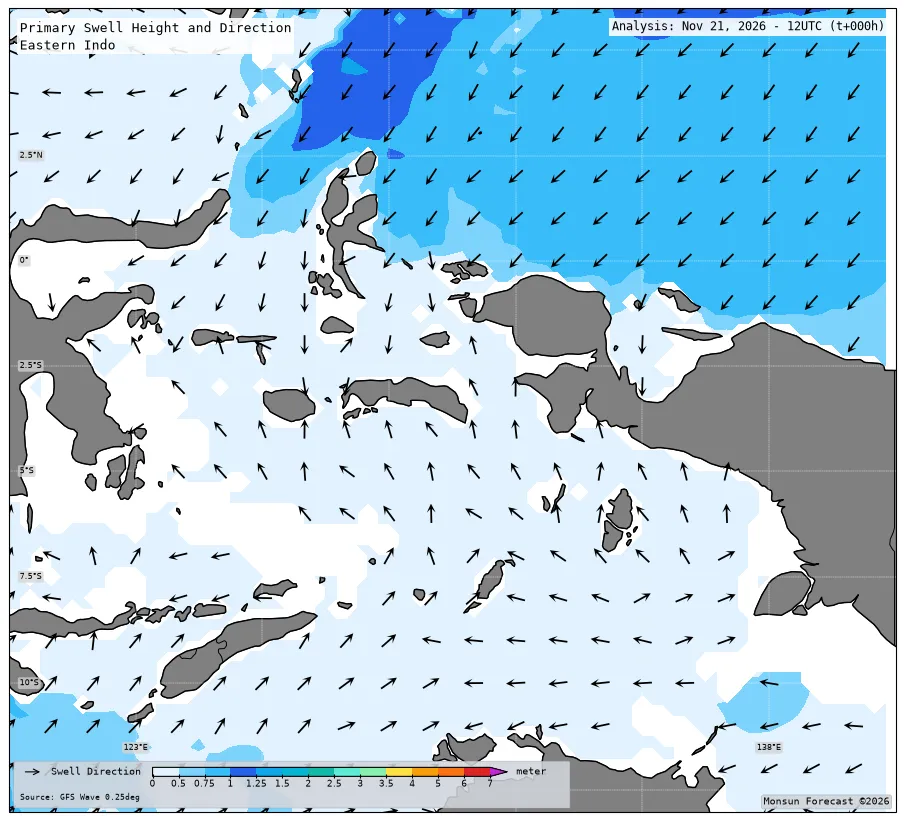 Primary Swell Height and Direction
Eastern Indo
Analysis: Nov 21, 2026 - 12UTC (t+000h)
2.5°N
0°
2.5°S
5°S
7.5°S
10°S
123°E
138°E
Swell Direction
0 0.5 0.75 1 1.25 1.5 2 2.5 3 3.5 4 5 6 7
meter
Source: GFS Wave 0.25deg
Monsun Forecast ©2026